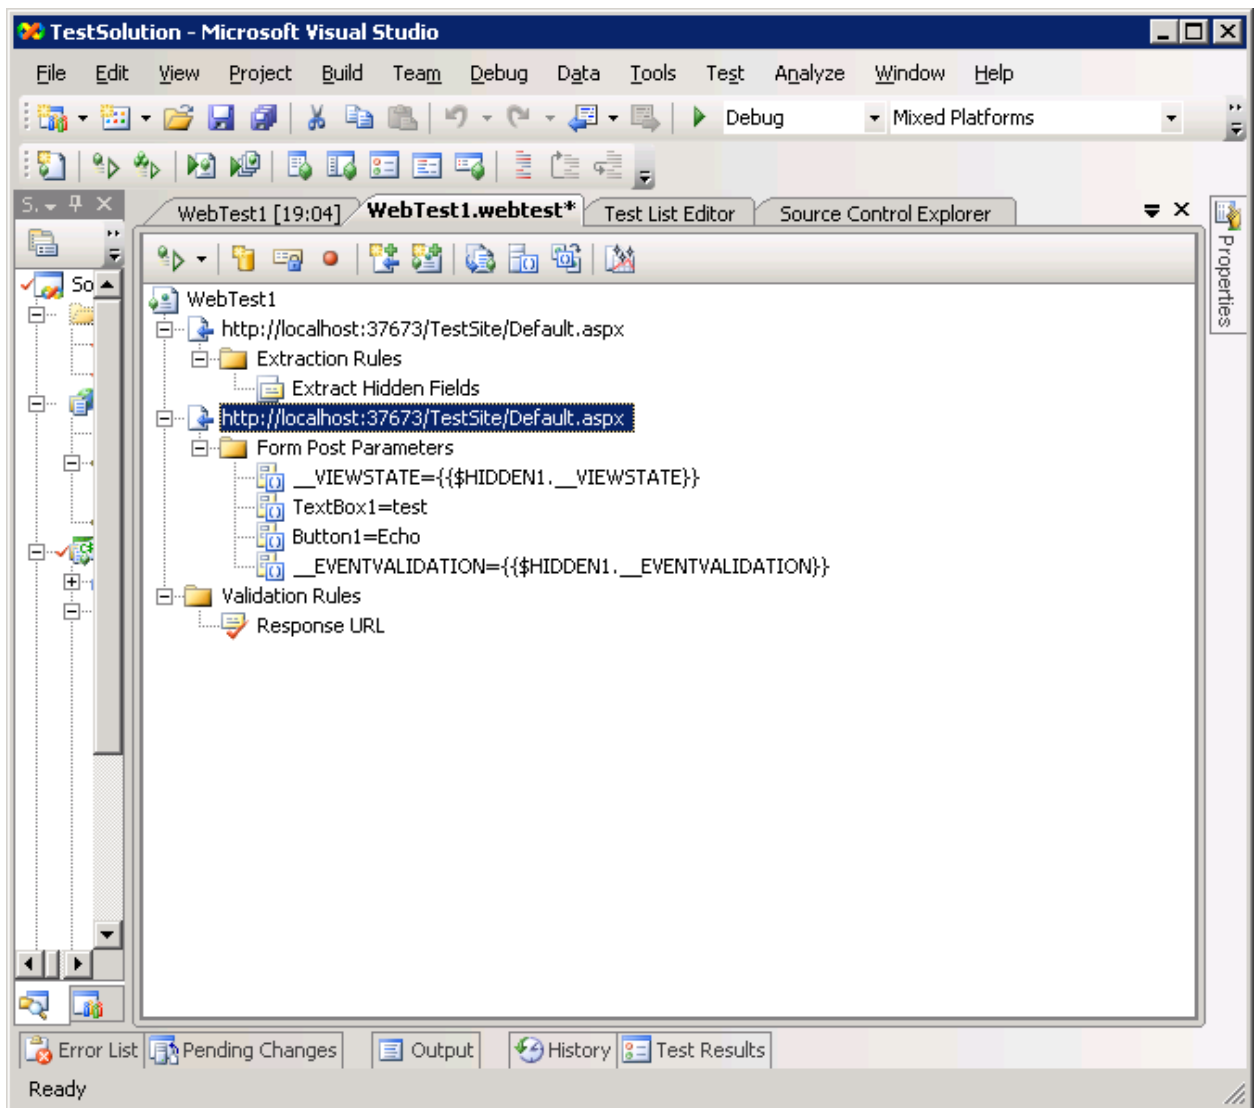 TestSolution - Microsoft Visual Studio
File Edit View Project Build Team Debug Data Tools Test Analyze Window Help
Debug Mixed Platforms
S.
WebTest1 [19:04] WebTest1.webtest* Test List Editor Source Control Explorer
Properties
So
WebTest1
http://localhost:37673/TestSite/Default.aspx
Extraction Rules
Extract Hidden Fields
http://localhost:37673/TestSite/Default.aspx
Form Post Parameters
__VIEWSTATE={{$HIDDEN1.__VIEWSTATE}}
TextBox1=test
Button1=Echo
__EVENTVALIDATION={{$HIDDEN1.__EVENTVALIDATION}}
Validation Rules
Response URL
Error List Pending Changes Output History Test Results
Ready